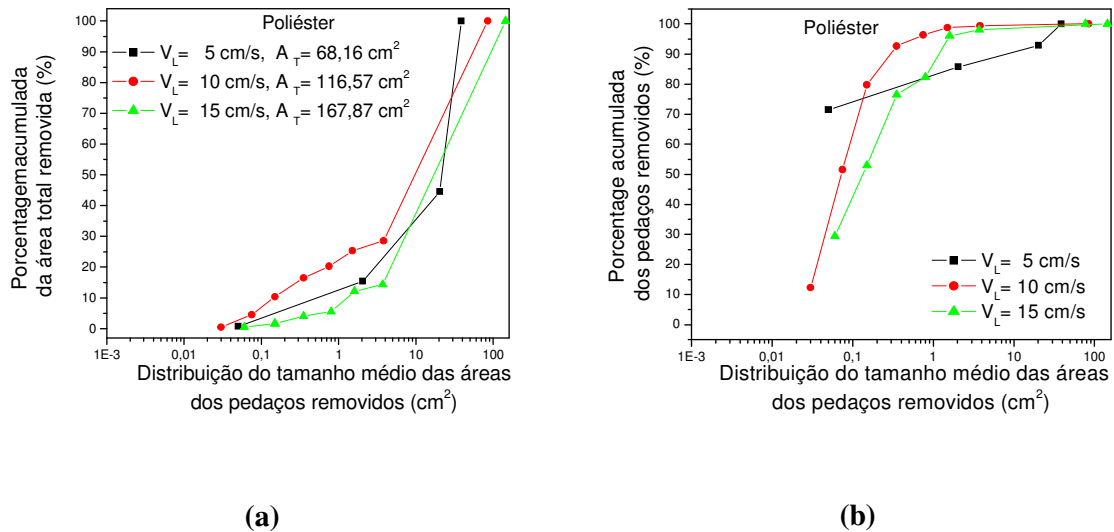 Poliéster
V_L= 5 cm/s, A_T= 68,16 cm²
V_L= 10 cm/s, A_T= 116,57 cm²
V_L= 15 cm/s, A_T= 167,87 cm²
Porcentagemacumulada
da área total removida (%)
100
90
80
70
60
50
40
30
20
10
0
1E-3 0,01 0,1 1 10 100
Distribuição do tamanho médio das áreas
dos pedaços removidos (cm²)
(a)
Poliéster
Porcentage acumulada
dos pedaços removidos (%)
100
90
80
70
60
50
40
30
20
10
0
V_L= 5 cm/s
V_L= 10 cm/s
V_L= 15 cm/s
1E-3 0,01 0,1 1 10 100
Distribuição do tamanho médio das áreas
dos pedaços removidos (cm²)
(b)